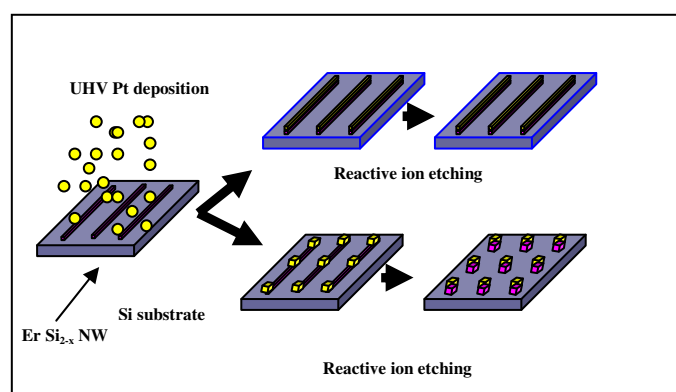 UHV Pt deposition
Reactive ion etching
Si substrate
Er Si2-x NW
Reactive ion etching